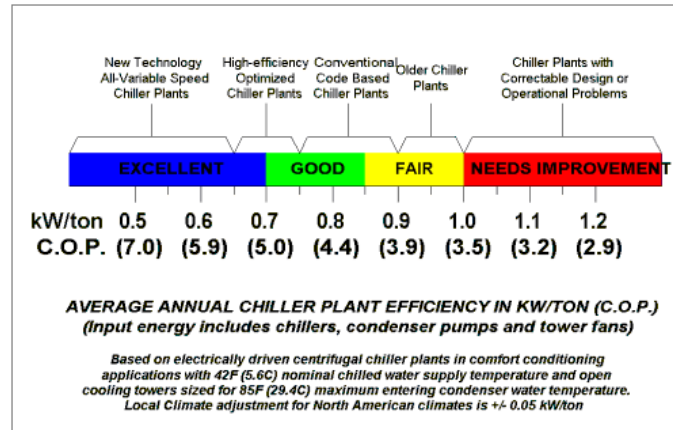 New Technology
All-Variable Speed
Chiller Plants
High-efficiency
Optimized
Chiller Plants
Conventional
Code Based
Chiller Plants
Older Chiller
Plants
Chiller Plants with
Correctable Design or
Operational Problems
EXCELLENT GOOD FAIR NEEDS IMPROVEMENT
kW/ton 0.5 0.6 0.7 0.8 0.9 1.0 1.1 1.2
C.O.P. (7.0) (5.9) (5.0) (4.4) (3.9) (3.5) (3.2) (2.9)
AVERAGE ANNUAL CHILLER PLANT EFFICIENCY IN KW/TON (C.O.P.)
(Input energy includes chillers, condenser pumps and tower fans)
Based on electrically driven centrifugal chiller plants in comfort conditioning
applications with 42F (5.6C) nominal chilled water supply temperature and open
cooling towers sized for 85F (29.4C) maximum entering condenser water temperature.
Local Climate adjustment for North American climates is +/- 0.05 kW/ton